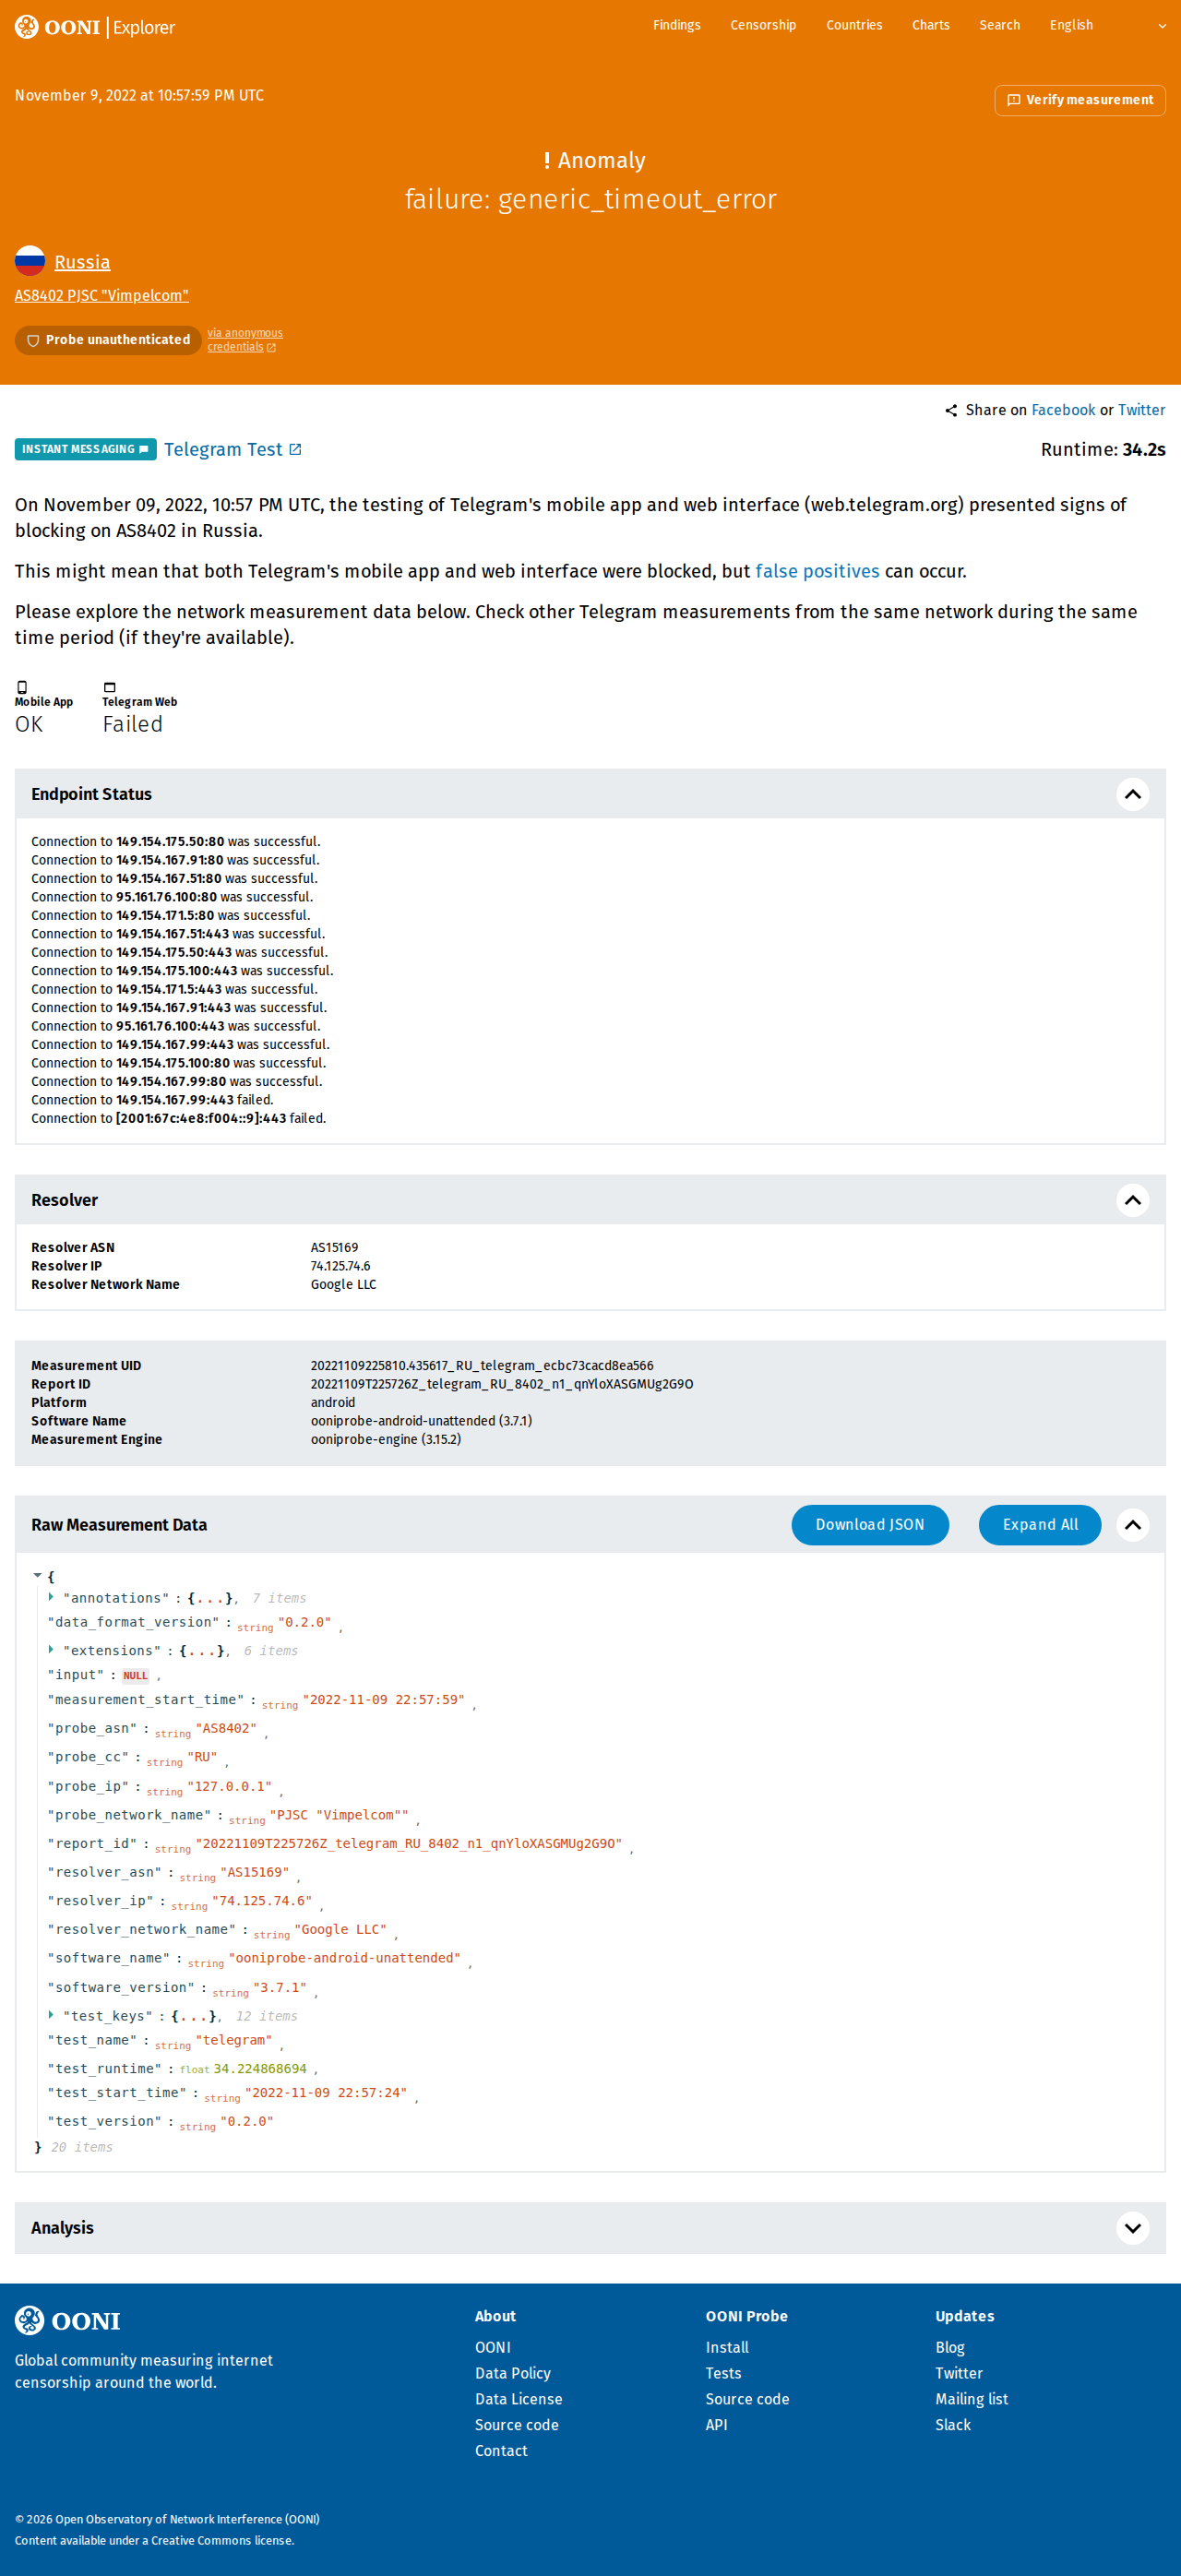 OONI Explorer
Findings Censorship Countries Charts Search English
November 9, 2022 at 10:57:59 PM UTC
Verify measurement
! Anomaly
failure: generic_timeout_error
Russia
AS8402 PJSC "Vimpelcom"
Probe unauthenticated via anonymous
credentials
Share on Facebook or Twitter
INSTANT MESSAGING Telegram Test
Runtime: 34.2s
On November 09, 2022, 10:57 PM UTC, the testing of Telegram's mobile app and web interface (web.telegram.org) presented signs of
blocking on AS8402 in Russia.
This might mean that both Telegram's mobile app and web interface were blocked, but false positives can occur.
Please explore the network measurement data below. Check other Telegram measurements from the same network during the same
time period (if they're available).
Mobile App
OK
Telegram Web
Failed
Endpoint Status
Connection to 149.154.175.50:80 was successful.
Connection to 149.154.167.91:80 was successful.
Connection to 149.154.167.51:80 was successful.
Connection to 95.161.76.100:80 was successful.
Connection to 149.154.171.5:80 was successful.
Connection to 149.154.167.51:443 was successful.
Connection to 149.154.175.50:443 was successful.
Connection to 149.154.175.100:443 was successful.
Connection to 149.154.171.5:443 was successful.
Connection to 149.154.167.91:443 was successful.
Connection to 95.161.76.100:443 was successful.
Connection to 149.154.167.99:443 was successful.
Connection to 149.154.175.100:80 was successful.
Connection to 149.154.167.99:80 was successful.
Connection to 149.154.167.99:443 failed.
Connection to [2001:67c:4e8:f004::9]:443 failed.
Resolver
Resolver ASN AS15169
Resolver IP 74.125.74.6
Resolver Network Name Google LLC
Measurement UID 20221109225810.435617_RU_telegram_ecbc73cacd8ea566
Report ID 20221109T225726Z_telegram_RU_8402_n1_qnYloXASGMUg2G9O
Platform android
Software Name ooniprobe-android-unattended (3.7.1)
Measurement Engine ooniprobe-engine (3.15.2)
Raw Measurement Data Download JSON Expand All
{
"annotations" : {...}, 7 items
"data_format_version" : string "0.2.0" ,
"extensions" : {...}, 6 items
"input" : NULL ,
"measurement_start_time" : string "2022-11-09 22:57:59" ,
"probe_asn" : string "AS8402" ,
"probe_cc" : string "RU" ,
"probe_ip" : string "127.0.0.1" ,
"probe_network_name" : string "PJSC "Vimpelcom"" ,
"report_id" : string "20221109T225726Z_telegram_RU_8402_n1_qnYloXASGMUg2G9O" ,
"resolver_asn" : string "AS15169" ,
"resolver_ip" : string "74.125.74.6" ,
"resolver_network_name" : string "Google LLC" ,
"software_name" : string "ooniprobe-android-unattended" ,
"software_version" : string "3.7.1" ,
"test_keys" : {...}, 12 items
"test_name" : string "telegram" ,
"test_runtime" : float 34.224868694 ,
"test_start_time" : string "2022-11-09 22:57:24" ,
"test_version" : string "0.2.0"
} 20 items
Analysis
OONI
Global community measuring internet
censorship around the world.
About
OONI
Data Policy
Data License
Source code
Contact
OONI Probe
Install
Tests
Source code
API
Updates
Blog
Twitter
Mailing list
Slack
© 2026 Open Observatory of Network Interference (OONI)
Content available under a Creative Commons license.